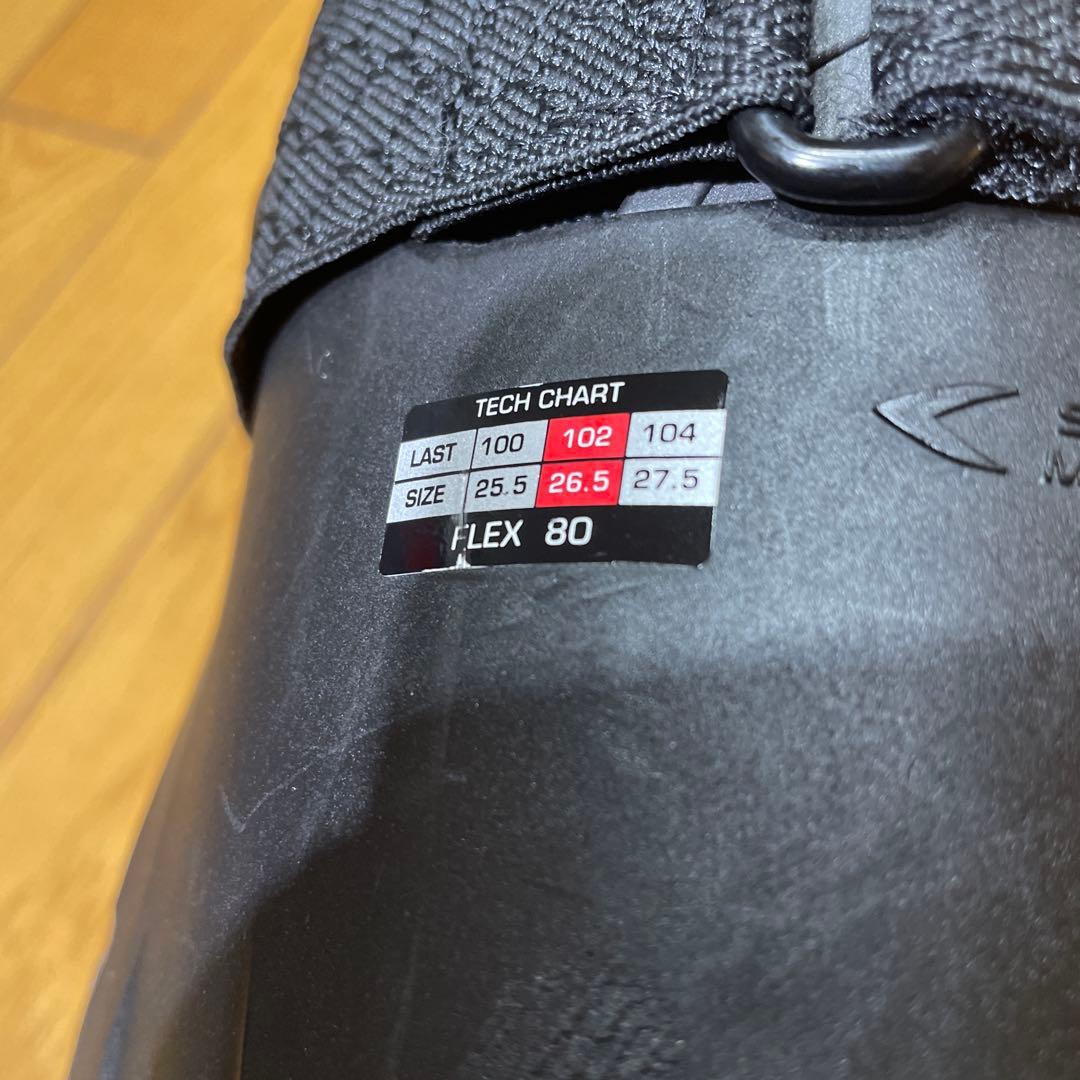 TECH CHART
LAST 100 102 104
SIZE 25.5 26.5 27.5
FLEX 80